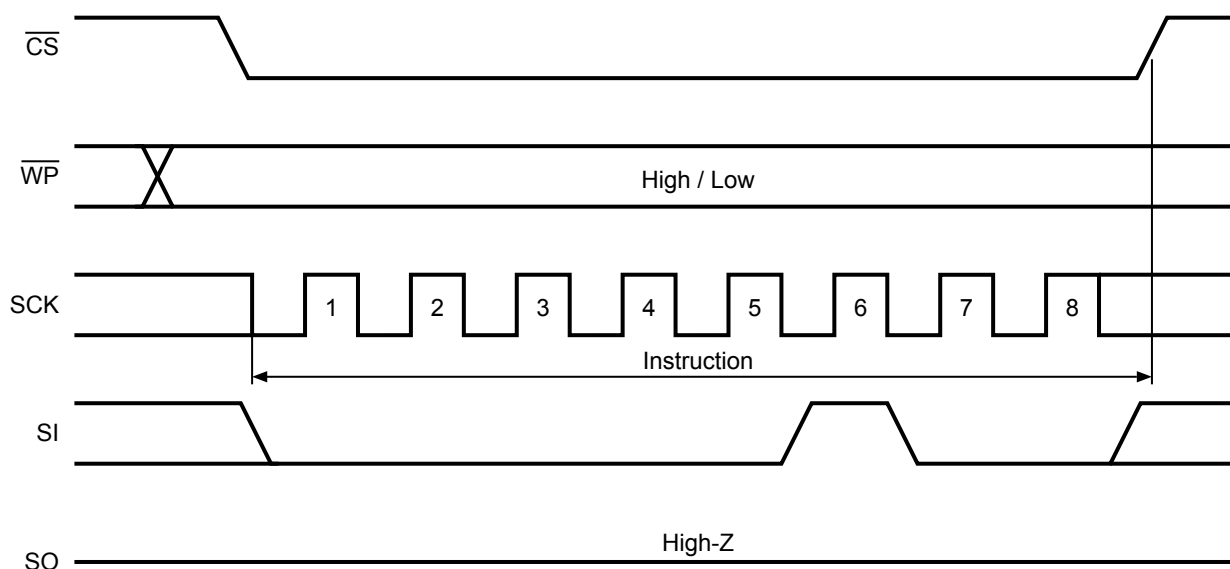 CS
WP
High / Low
SCK
1 2 3 4 5 6 7 8
Instruction
SI
High-Z
SO